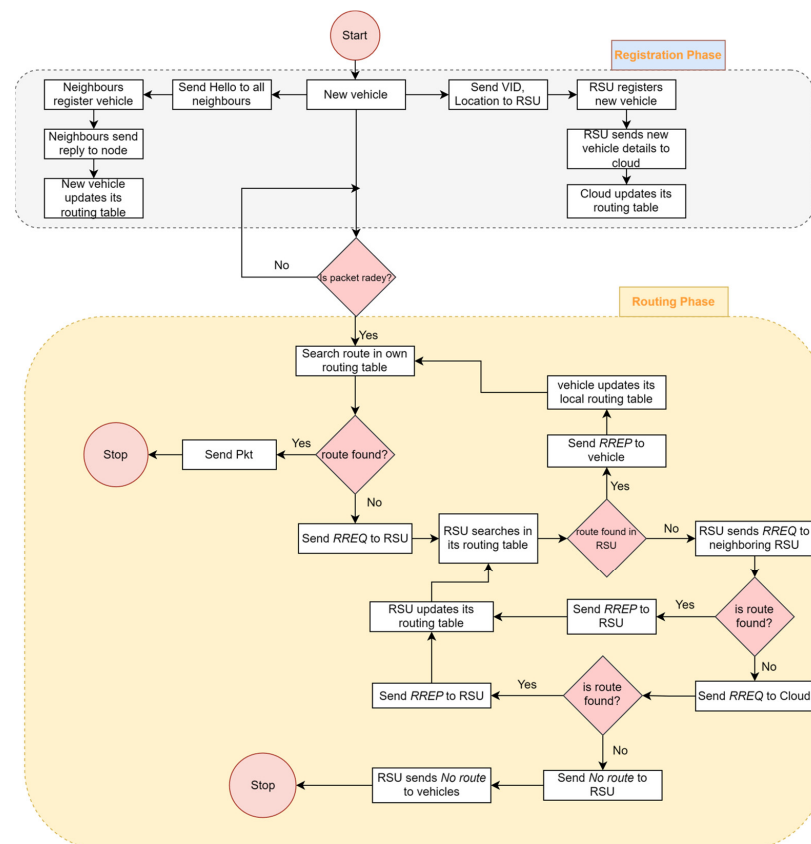 Start
Registration Phase
Neighbours
register vehicle
Send Hello to all
neighbours
New vehicle
Send VID,
Location to RSU
RSU registers
new vehicle
Neighbours send
reply to node
RSU sends new
vehicle details to
cloud
New vehicle
updates its
routing table
Cloud updates its
routing table
No
Is packet radey?
Routing Phase
Yes
Search route in own
routing table
vehicle updates its
local routing table
Stop
Send Pkt
Yes
route found?
Send RREP to
vehicle
Yes
No
Send RREQ to RSU
RSU searches in
its routing table
route found in
RSU
No
RSU sends RREQ to
neighboring RSU
RSU updates its
routing table
Send RREP to
RSU
Yes
is route
found?
No
Send RREP to RSU
Yes
is route
found?
Send RREQ to Cloud
No
Stop
RSU sends No route
to vehicles
Send No route to
RSU